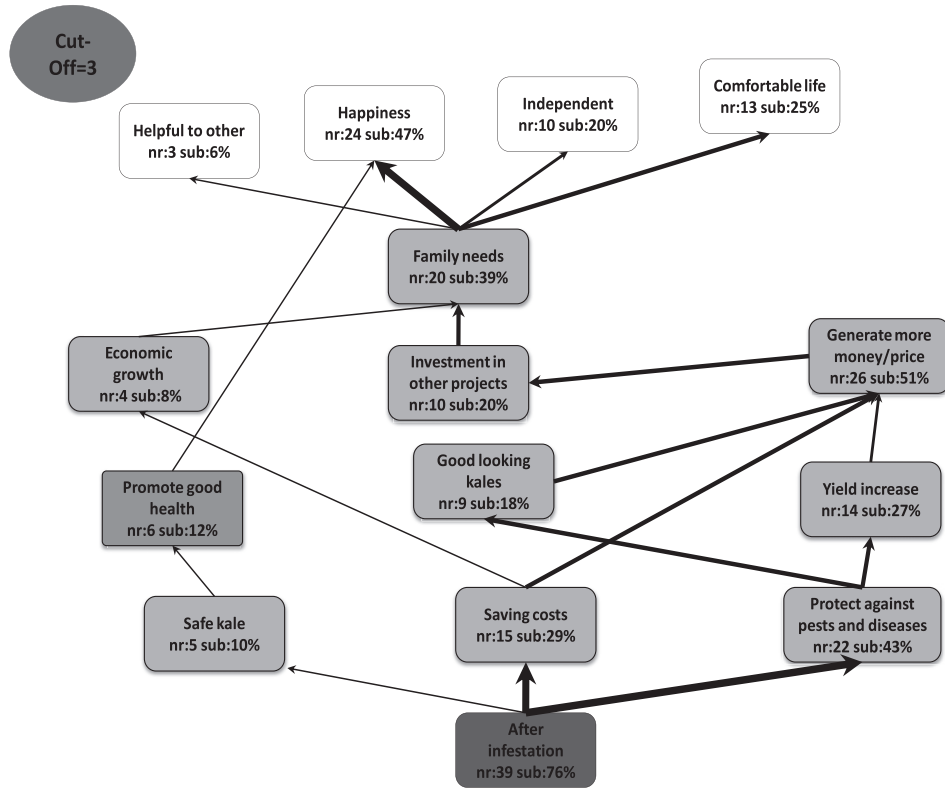 Cut-
Off=3
Helpful to other
nr:3 sub:6%
Happiness
nr:24 sub:47%
Independent
nr:10 sub:20%
Comfortable life
nr:13 sub:25%
Family needs
nr:20 sub:39%
Economic
growth
nr:4 sub:8%
Investment in
other projects
nr:10 sub:20%
Generate more
money/price
nr:26 sub:51%
Good looking
kales
nr:9 sub:18%
Promote good
health
nr:6 sub:12%
Yield increase
nr:14 sub:27%
Safe kale
nr:5 sub:10%
Saving costs
nr:15 sub:29%
Protect against
pests and diseases
nr:22 sub:43%
After
infestation
nr:39 sub:76%